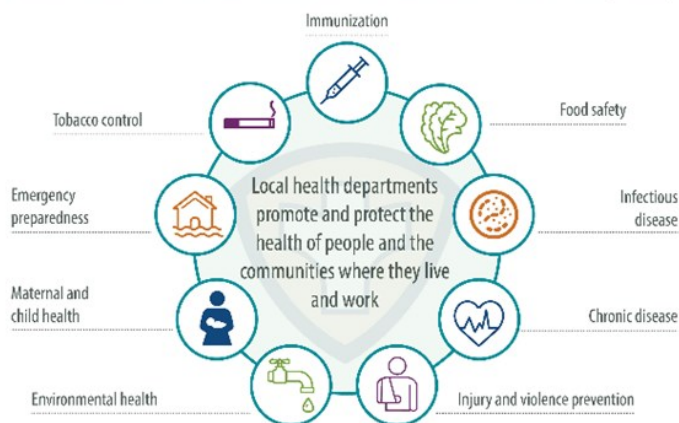 Immunization
Tobacco control
Food safety
Emergency
preparedness
Local health departments
promote and protect the
health of people and the
communities where they live
and work
Infectious
disease
Maternal and
child health
Chronic disease
Environmental health
Injury and violence prevention